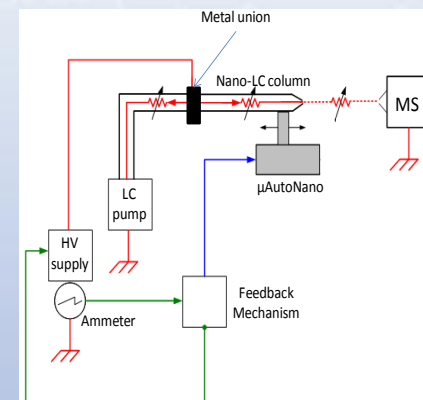 Metal union
Nano-LC column
MS
LC
pump
µAutoNano
HV
supply
Feedback
Mechanism
Ammeter